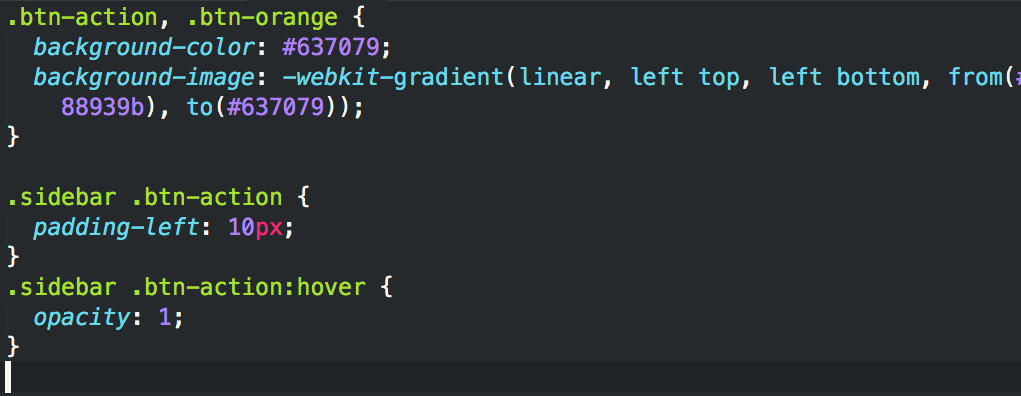 .btn-action, .btn-orange {
  background-color: #637079;
  background-image: -webkit-gradient(linear, left top, left bottom, from(#
    88939b), to(#637079));
}

.sidebar .btn-action {
  padding-left: 10px;
}
.sidebar .btn-action:hover {
  opacity: 1;
}